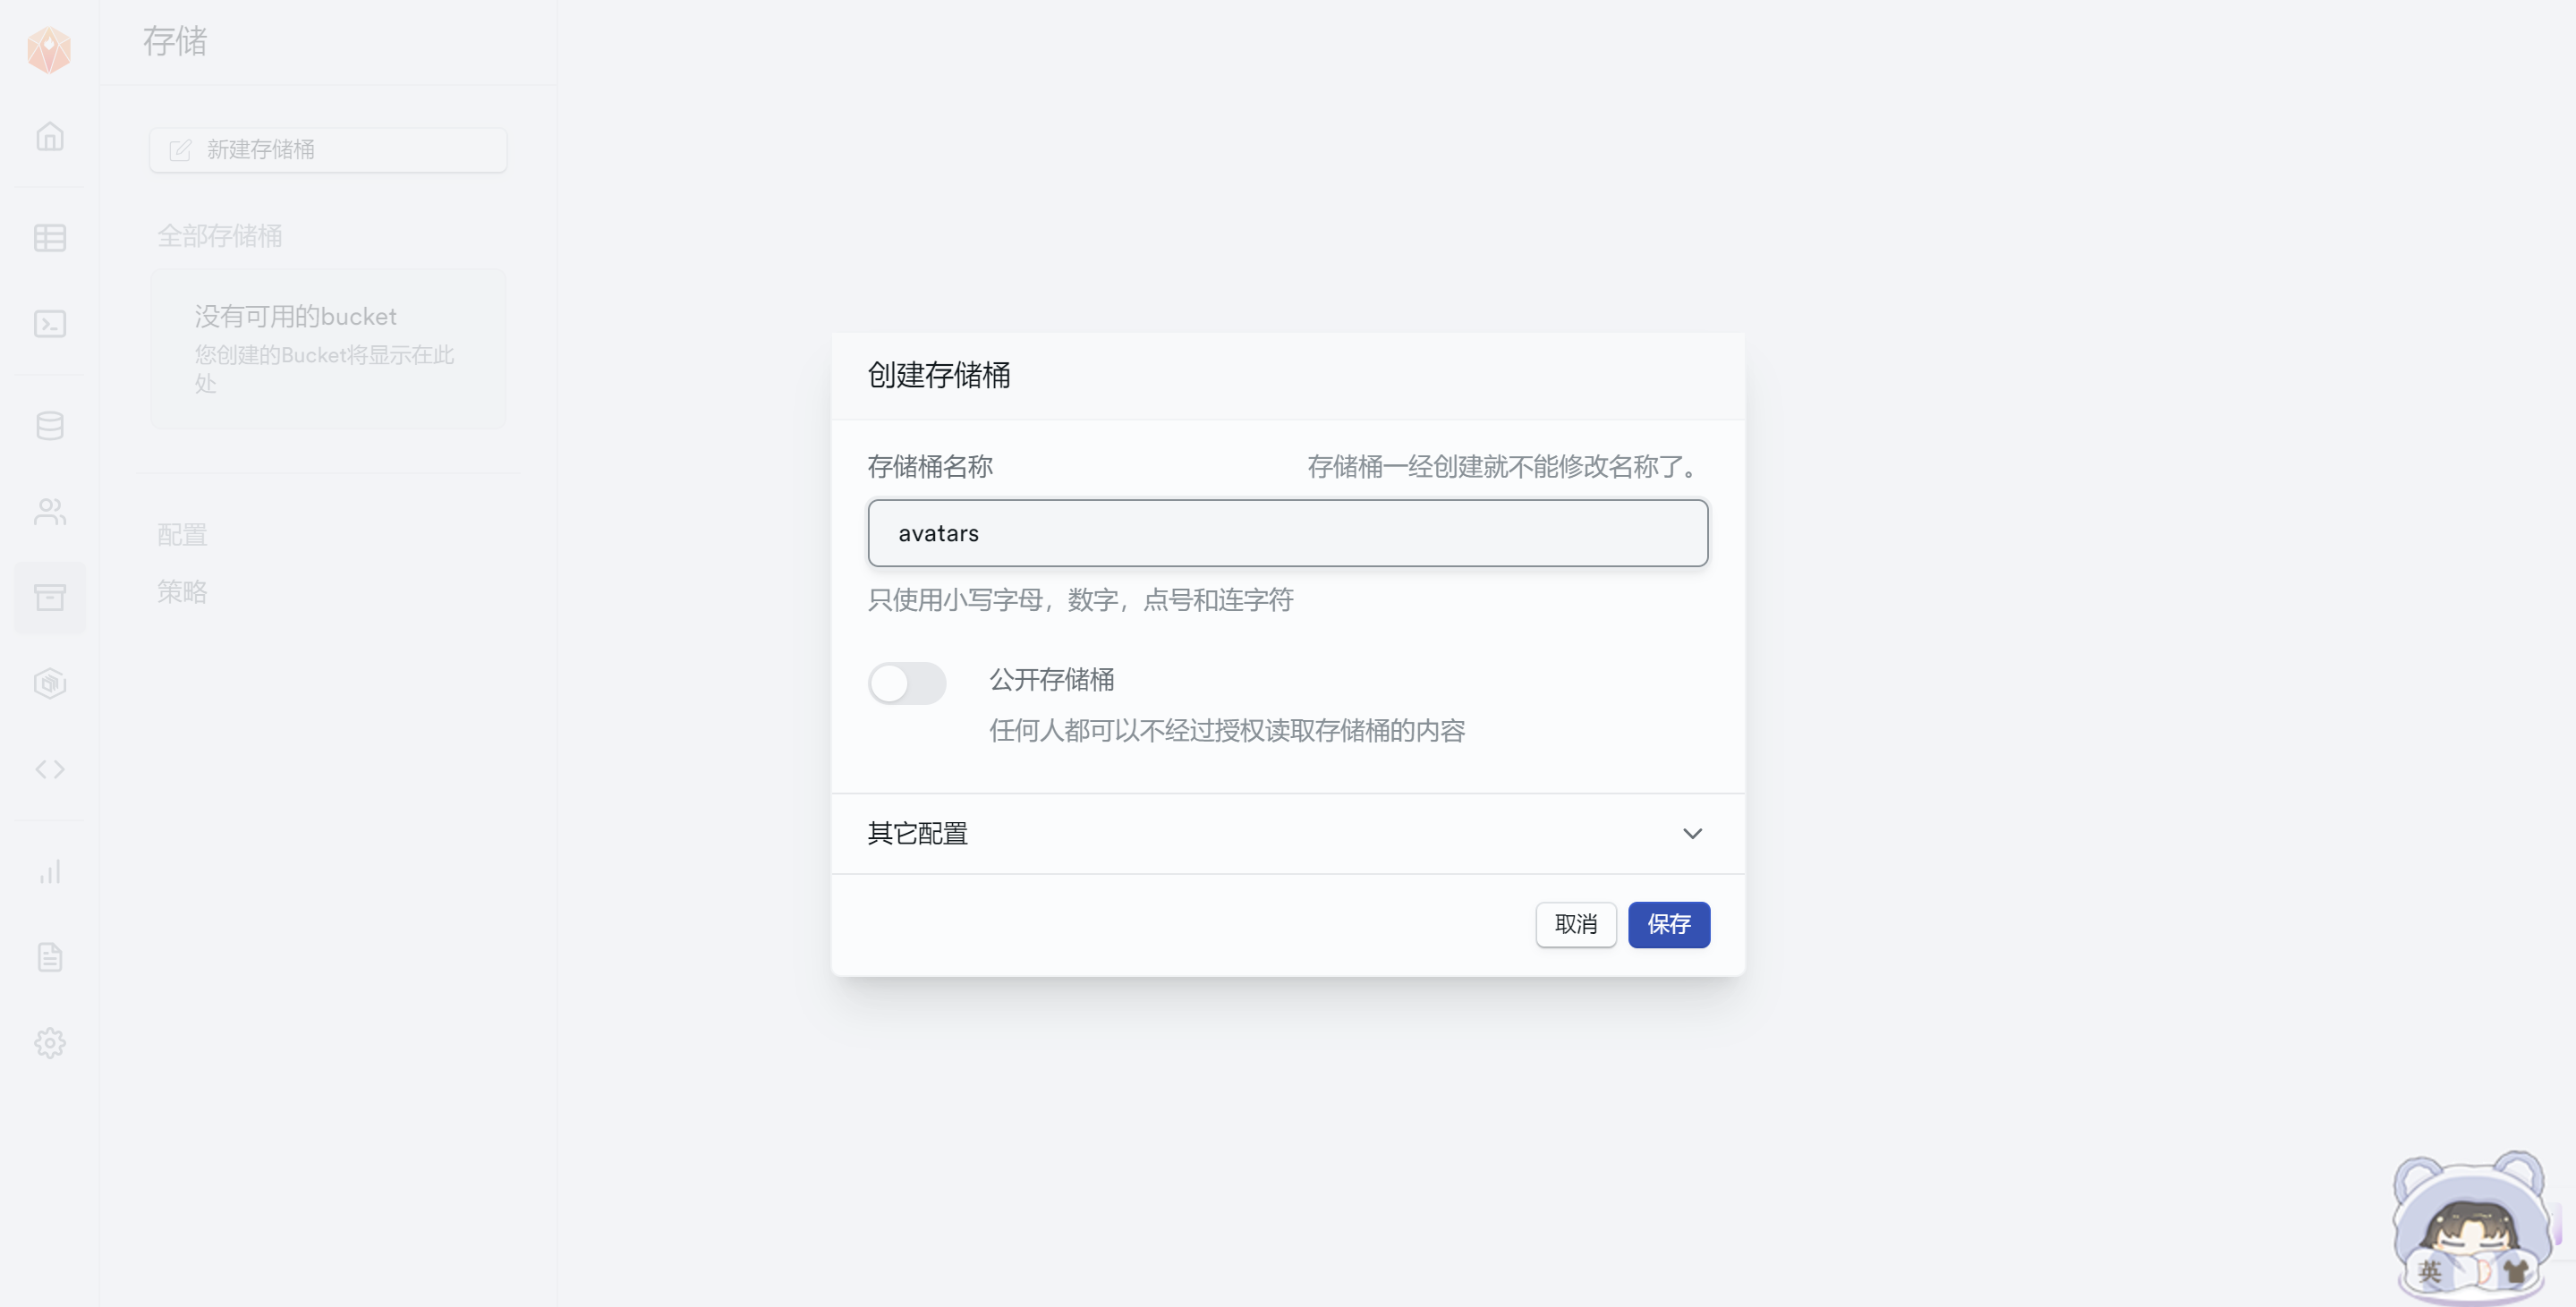 存储
新建存储桶
全部存储桶
没有可用的bucket
您创建的Bucket将显示在此
处
配置
策略
创建存储桶
存储桶名称
存储桶一经创建就不能修改名称了。
avatars
只使用小写字母，数字，点号和连字符
公开存储桶
任何人都可以不经过授权读取存储桶的内容
其它配置
取消
保存
英